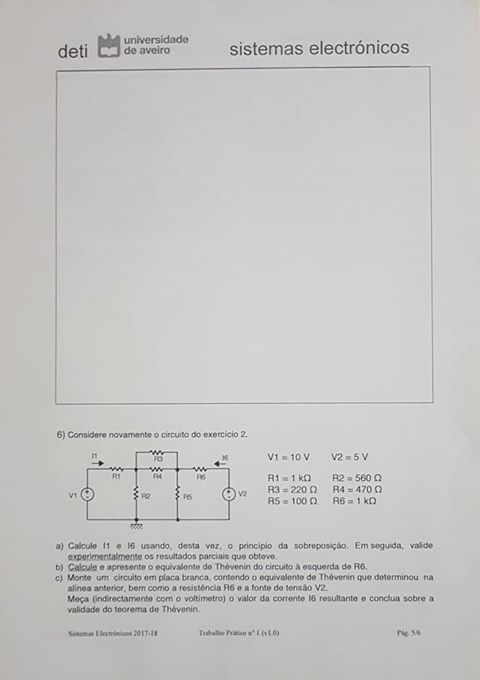 deti universidade de aveiro sistemas electrónicos
6) Considere novamente o circuito do exercício 2.
I1
R3
I6
R1
R4
R6
V1
R2
R5
V2
V1 = 10 V V2 = 5 V
R1 = 1 kΩ R2 = 560 Ω
R3 = 220 Ω R4 = 470 Ω
R5 = 100 Ω R6 = 1 kΩ
a) Calcule I1 e I6 usando, desta vez, o princípio da sobreposição. Em seguida, valide
experimentalmente os resultados parciais que obteve.
b) Calcule e apresente o equivalente de Thévenin do circuito à esquerda de R6.
c) Monte um circuito em placa branca, contendo o equivalente de Thévenin que determinou na
alínea anterior, bem como a resistência R6 e a fonte de tensão V2.
Meça (indirectamente com o voltímetro) o valor da corrente I6 resultante e conclua sobre a
validade do teorema de Thévenin.
Sistemas Electrónicos 2017-18 Trabalho Prático nº 1 (v1.0) Pág. 5/6